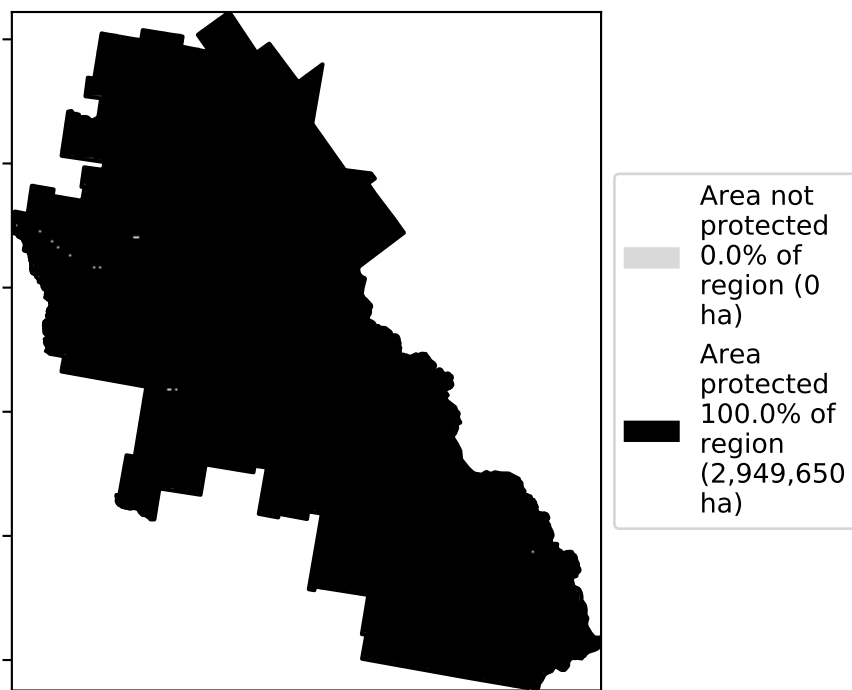 Area not
protected
0.0% of
region (0
ha)
Area
protected
100.0% of
region
(2,949,650
ha)